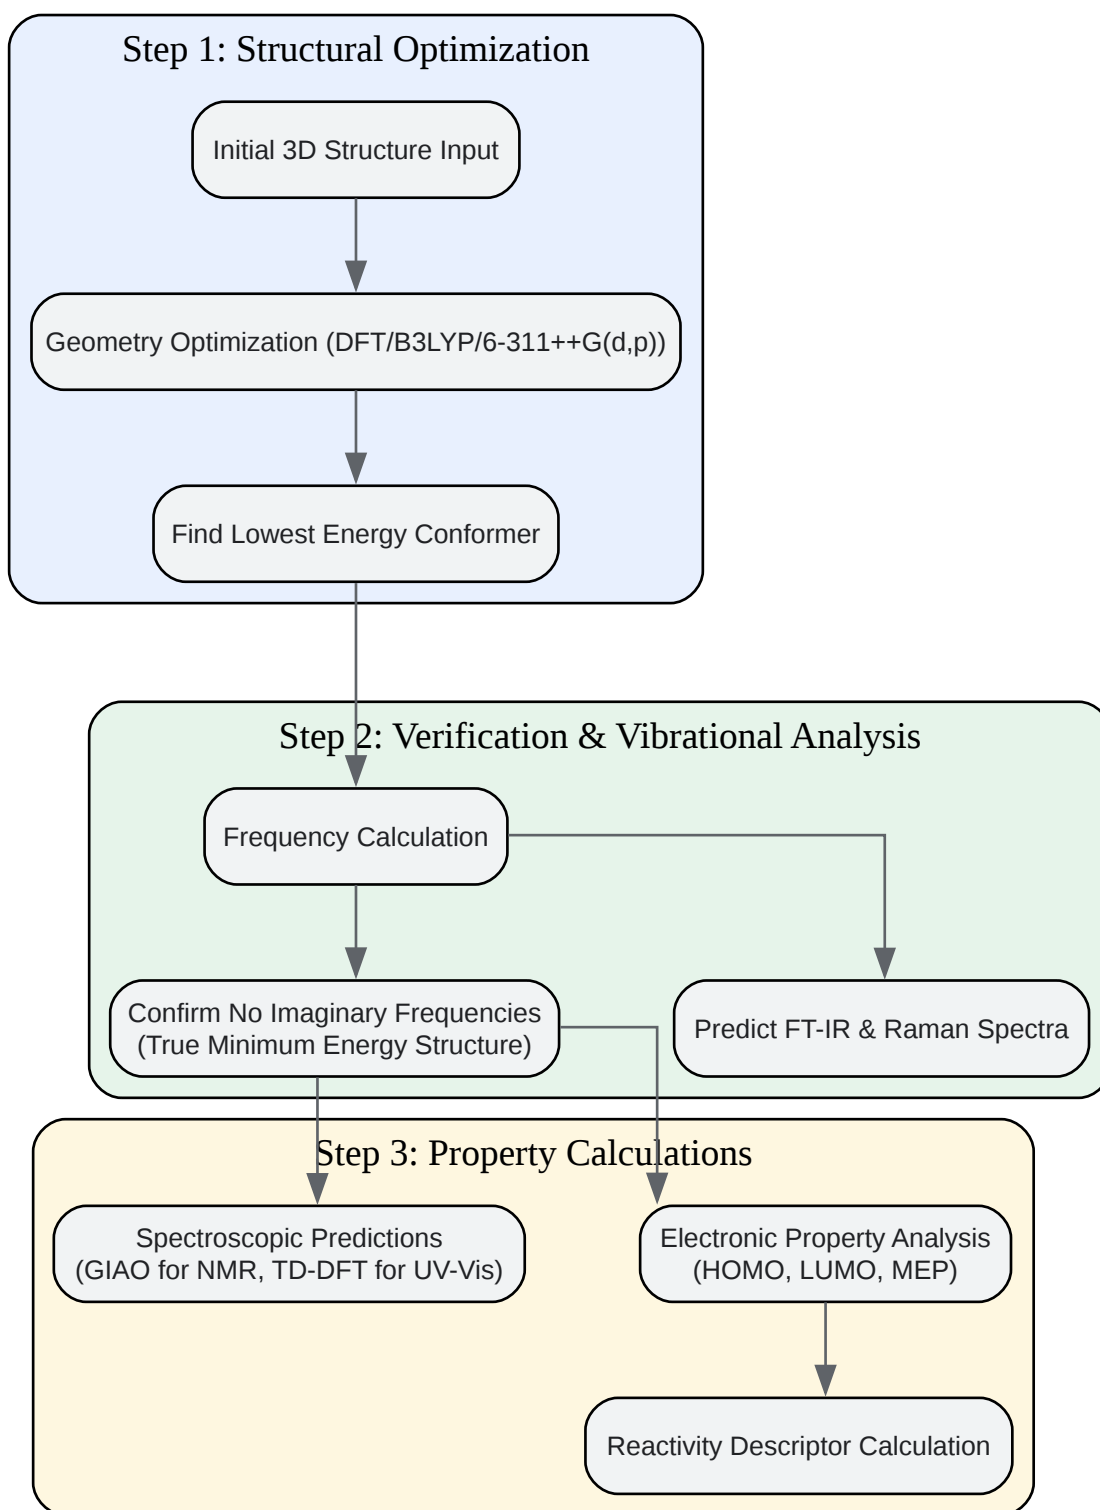 Step 1: Structural Optimization
Initial 3D Structure Input
Geometry Optimization (DFT/B3LYP/6-311++G(d,p))
Find Lowest Energy Conformer
Step 2: Verification & Vibrational Analysis
Frequency Calculation
Confirm No Imaginary Frequencies
(True Minimum Energy Structure)
Predict FT-IR & Raman Spectra
Step 3: Property Calculations
Spectroscopic Predictions
(GIAO for NMR, TD-DFT for UV-Vis)
Electronic Property Analysis
(HOMO, LUMO, MEP)
Reactivity Descriptor Calculation